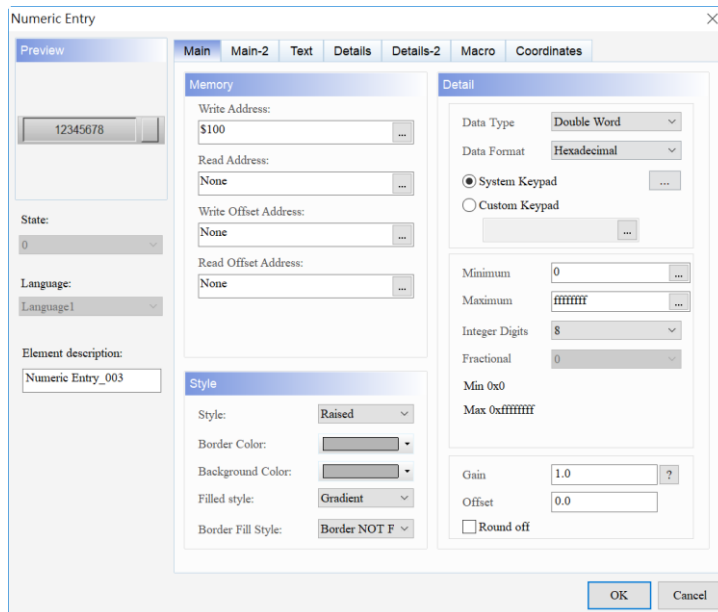 Numeric Entry
Preview
12345678
State:
0
Language:
Language1
Element description:
Numeric Entry_003
Main Main-2 Text Details Details-2 Macro Coordinates
Memory
Write Address:
$100
...
Read Address:
None
...
Write Offset Address:
None
...
Read Offset Address:
None
...
Style
Style: Raised
Border Color:
Background Color:
Filled style: Gradient
Border Fill Style: Border NOT F
Detail
Data Type Double Word
Data Format Hexadecimal
System Keypad ...
Custom Keypad
...
Minimum 0 ...
Maximum ffffffff ...
Integer Digits 8
Fractional 0
Min 0x0
Max 0xffffffff
Gain 1.0 ?
Offset 0.0
Round off
OK Cancel